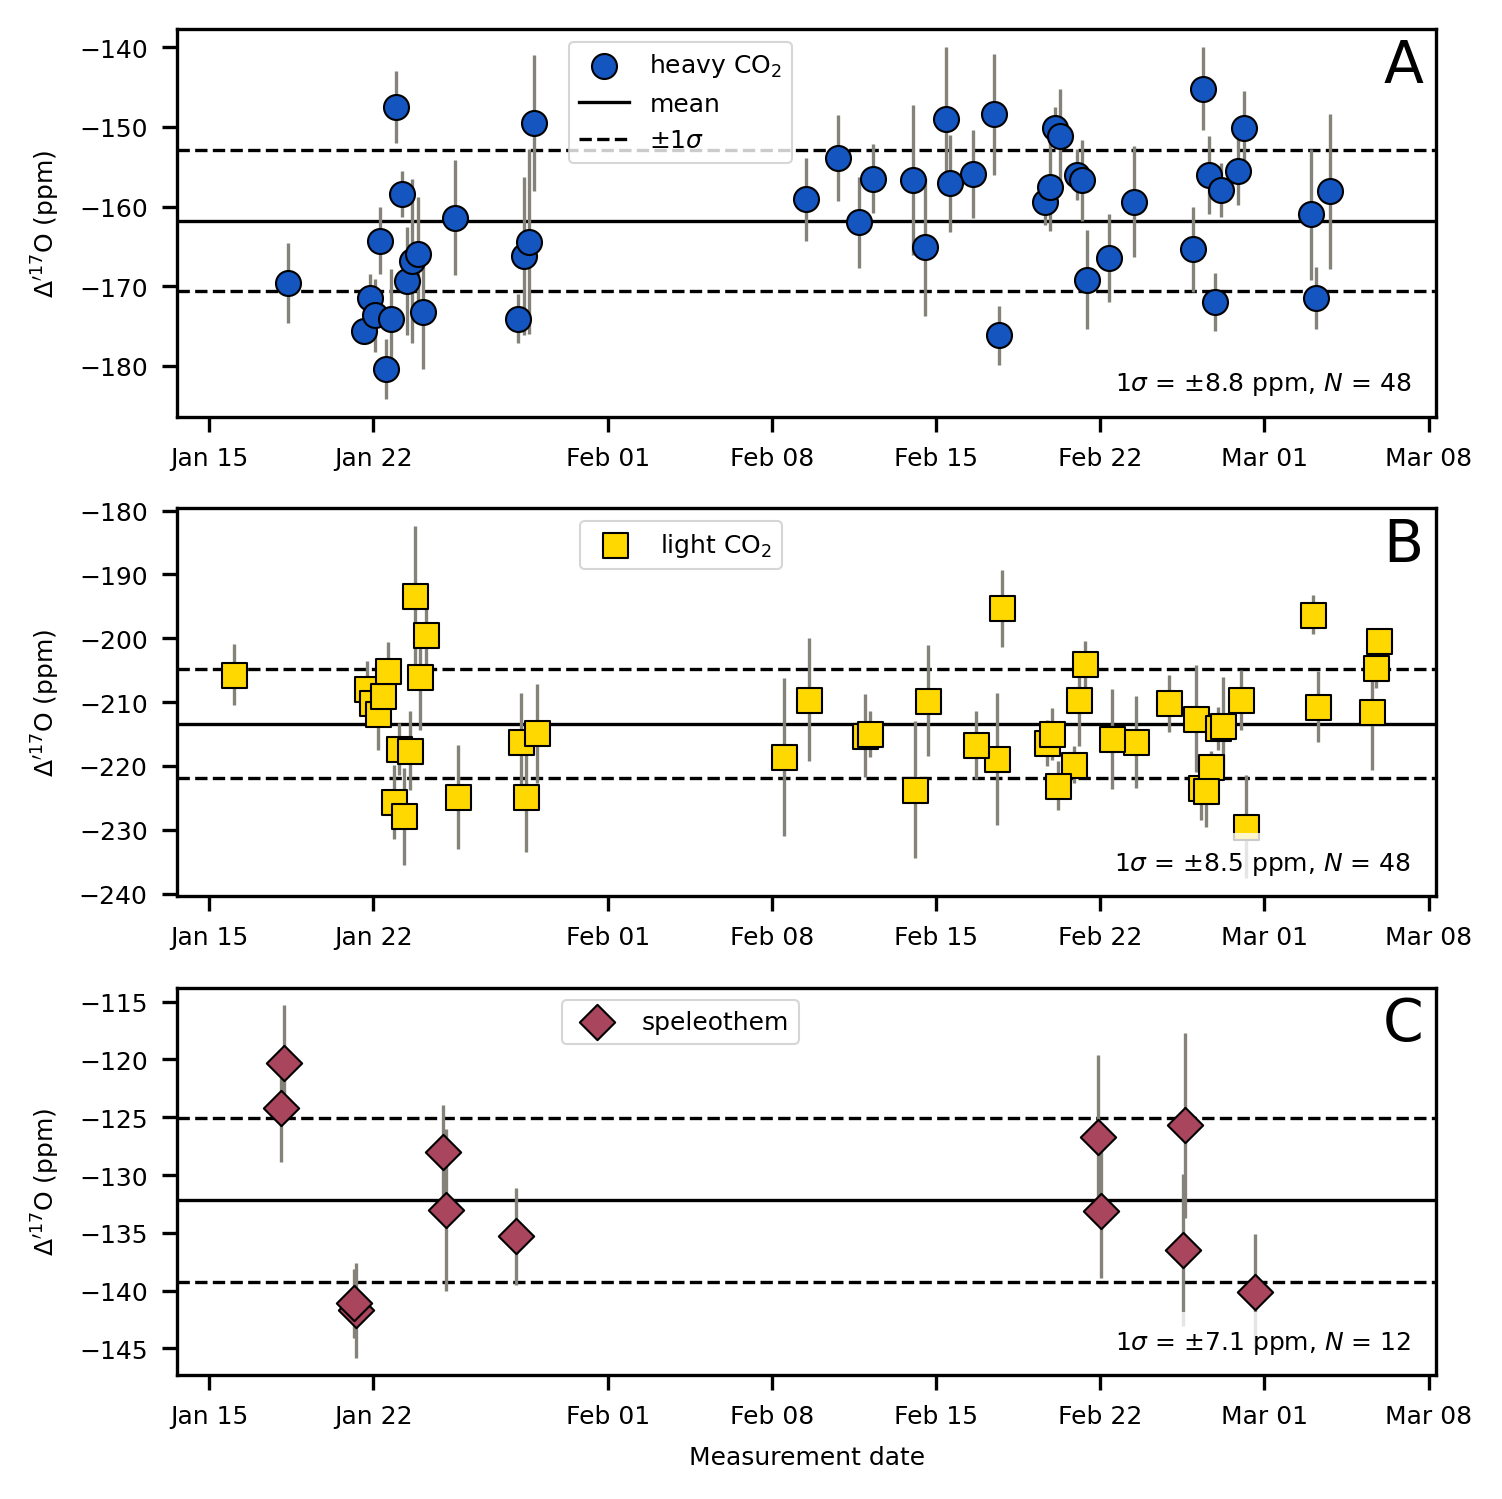 −140
−150
−160
−170
−180
Δ′¹⁷O (ppm)
heavy CO₂
mean
±1σ
A
1σ = ±8.8 ppm, N = 48
Jan 15 Jan 22 Feb 01 Feb 08 Feb 15 Feb 22 Mar 01 Mar 08
−180
−190
−200
−210
−220
−230
−240
Δ′¹⁷O (ppm)
light CO₂
B
1σ = ±8.5 ppm, N = 48
Jan 15 Jan 22 Feb 01 Feb 08 Feb 15 Feb 22 Mar 01 Mar 08
−115
−120
−125
−130
−135
−140
−145
Δ′¹⁷O (ppm)
speleothem
C
1σ = ±7.1 ppm, N = 12
Jan 15 Jan 22 Feb 01 Feb 08 Feb 15 Feb 22 Mar 01 Mar 08
Measurement date